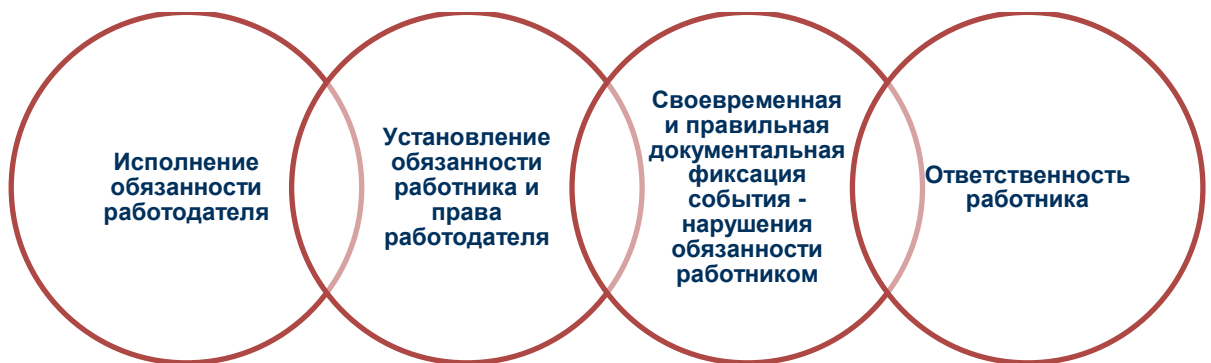 Исполнение
обязанности
работодателя
Установление
обязанности
работника и
права
работодателя
Своевременная
и правильная
документальная
фиксация
события -
нарушения
обязанности
работником
Ответственность
работника